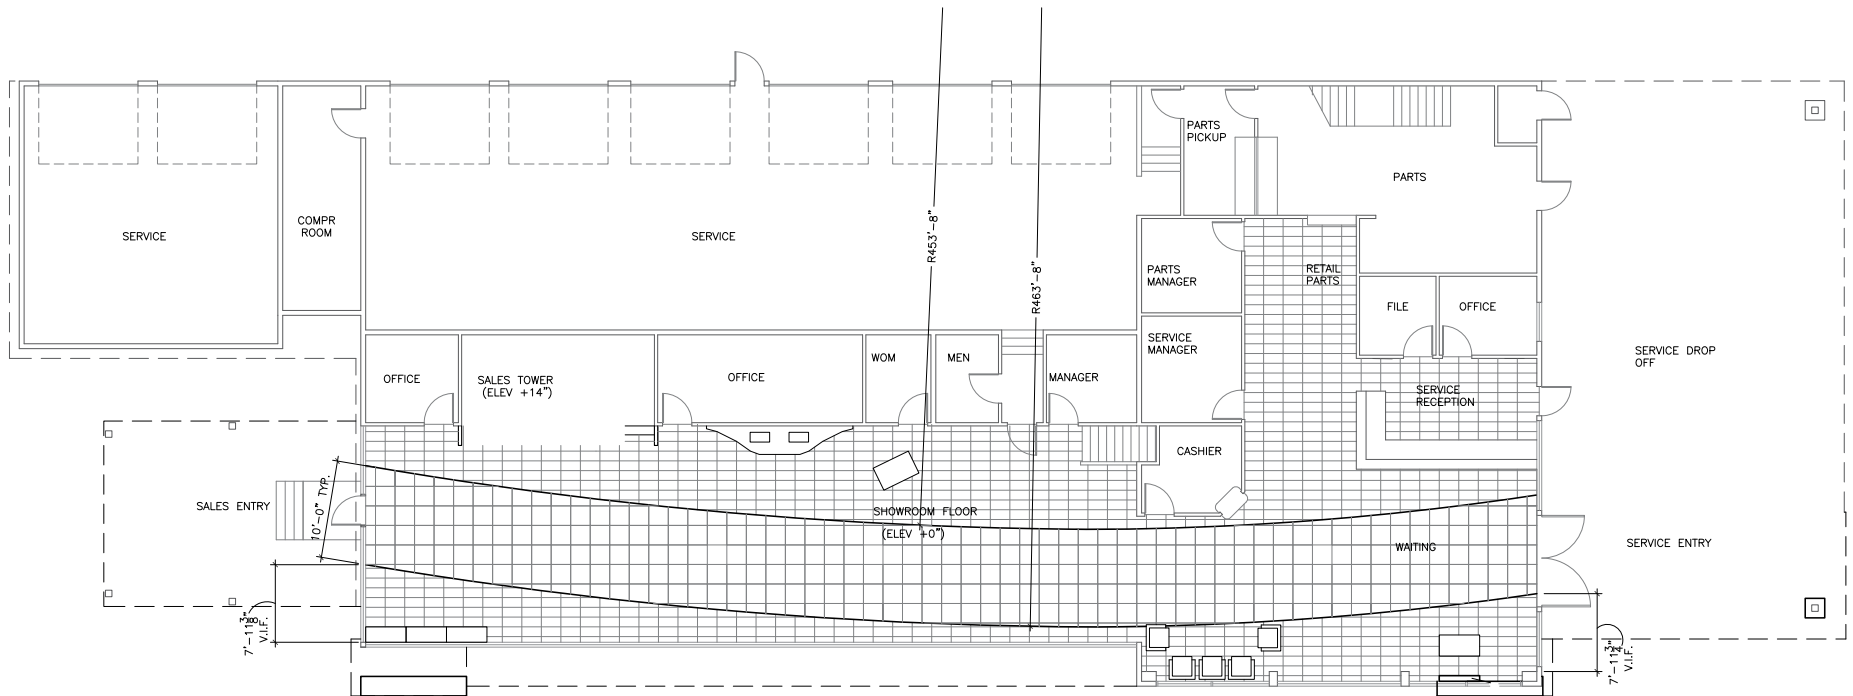 PARTS
PICKUP
PARTS
COMPR
ROOM
SERVICE
SERVICE
R453'-8"
R463'-8"
PARTS
MANAGER
RETAIL
PARTS
FILE
OFFICE
SERVICE
MANAGER
SERVICE DROP
OFF
OFFICE
SALES TOWER
(ELEV +14")
OFFICE
WOM
MEN
MANAGER
SERVICE
RECEPTION
CASHIER
SALES ENTRY
10'-0" TYP.
SHOWROOM FLOOR
(ELEV +0")
WAITING
SERVICE ENTRY
V.I.F.
V.I.F.